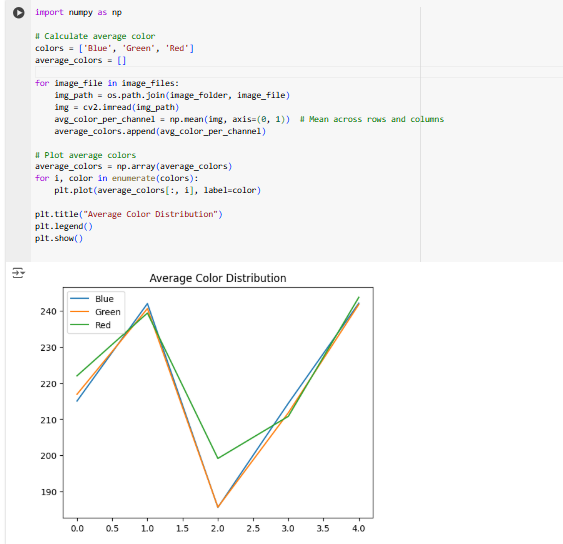 import numpy as np
# Calculate average color
colors = ['Blue', 'Green', 'Red']
average_colors = []
for image_file in image_files:
    img_path = os.path.join(image_folder, image_file)
    img = cv2.imread(img_path)
    avg_color_per_channel = np.mean(img, axis=(0, 1))  # Mean across rows and columns
    average_colors.append(avg_color_per_channel)
# Plot average colors
average_colors = np.array(average_colors)
for i, color in enumerate(colors):
    plt.plot(average_colors[:, i], label=color)
plt.title("Average Color Distribution")
plt.legend()
plt.show()
Average Color Distribution
Blue
Green
Red
240
230
220
210
200
190
0.0 0.5 1.0 1.5 2.0 2.5 3.0 3.5 4.0